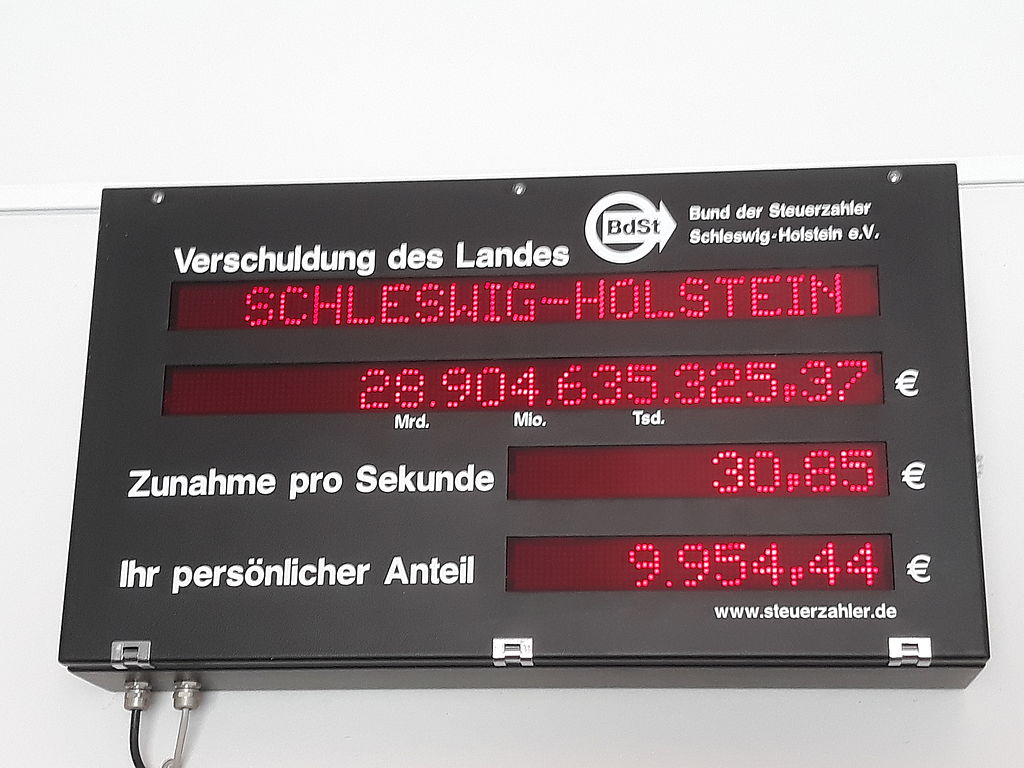 BdSt
Bund der Steuerzahler
Schleswig-Holstein e.V.
Verschuldung des Landes
SCHLESWIG-HOLSTEIN
28.904.635.325,37 €
Mrd. Mio. Tsd.
Zunahme pro Sekunde 30,85 €
Ihr persönlicher Anteil 9.954,44 €
www.steuerzahler.de